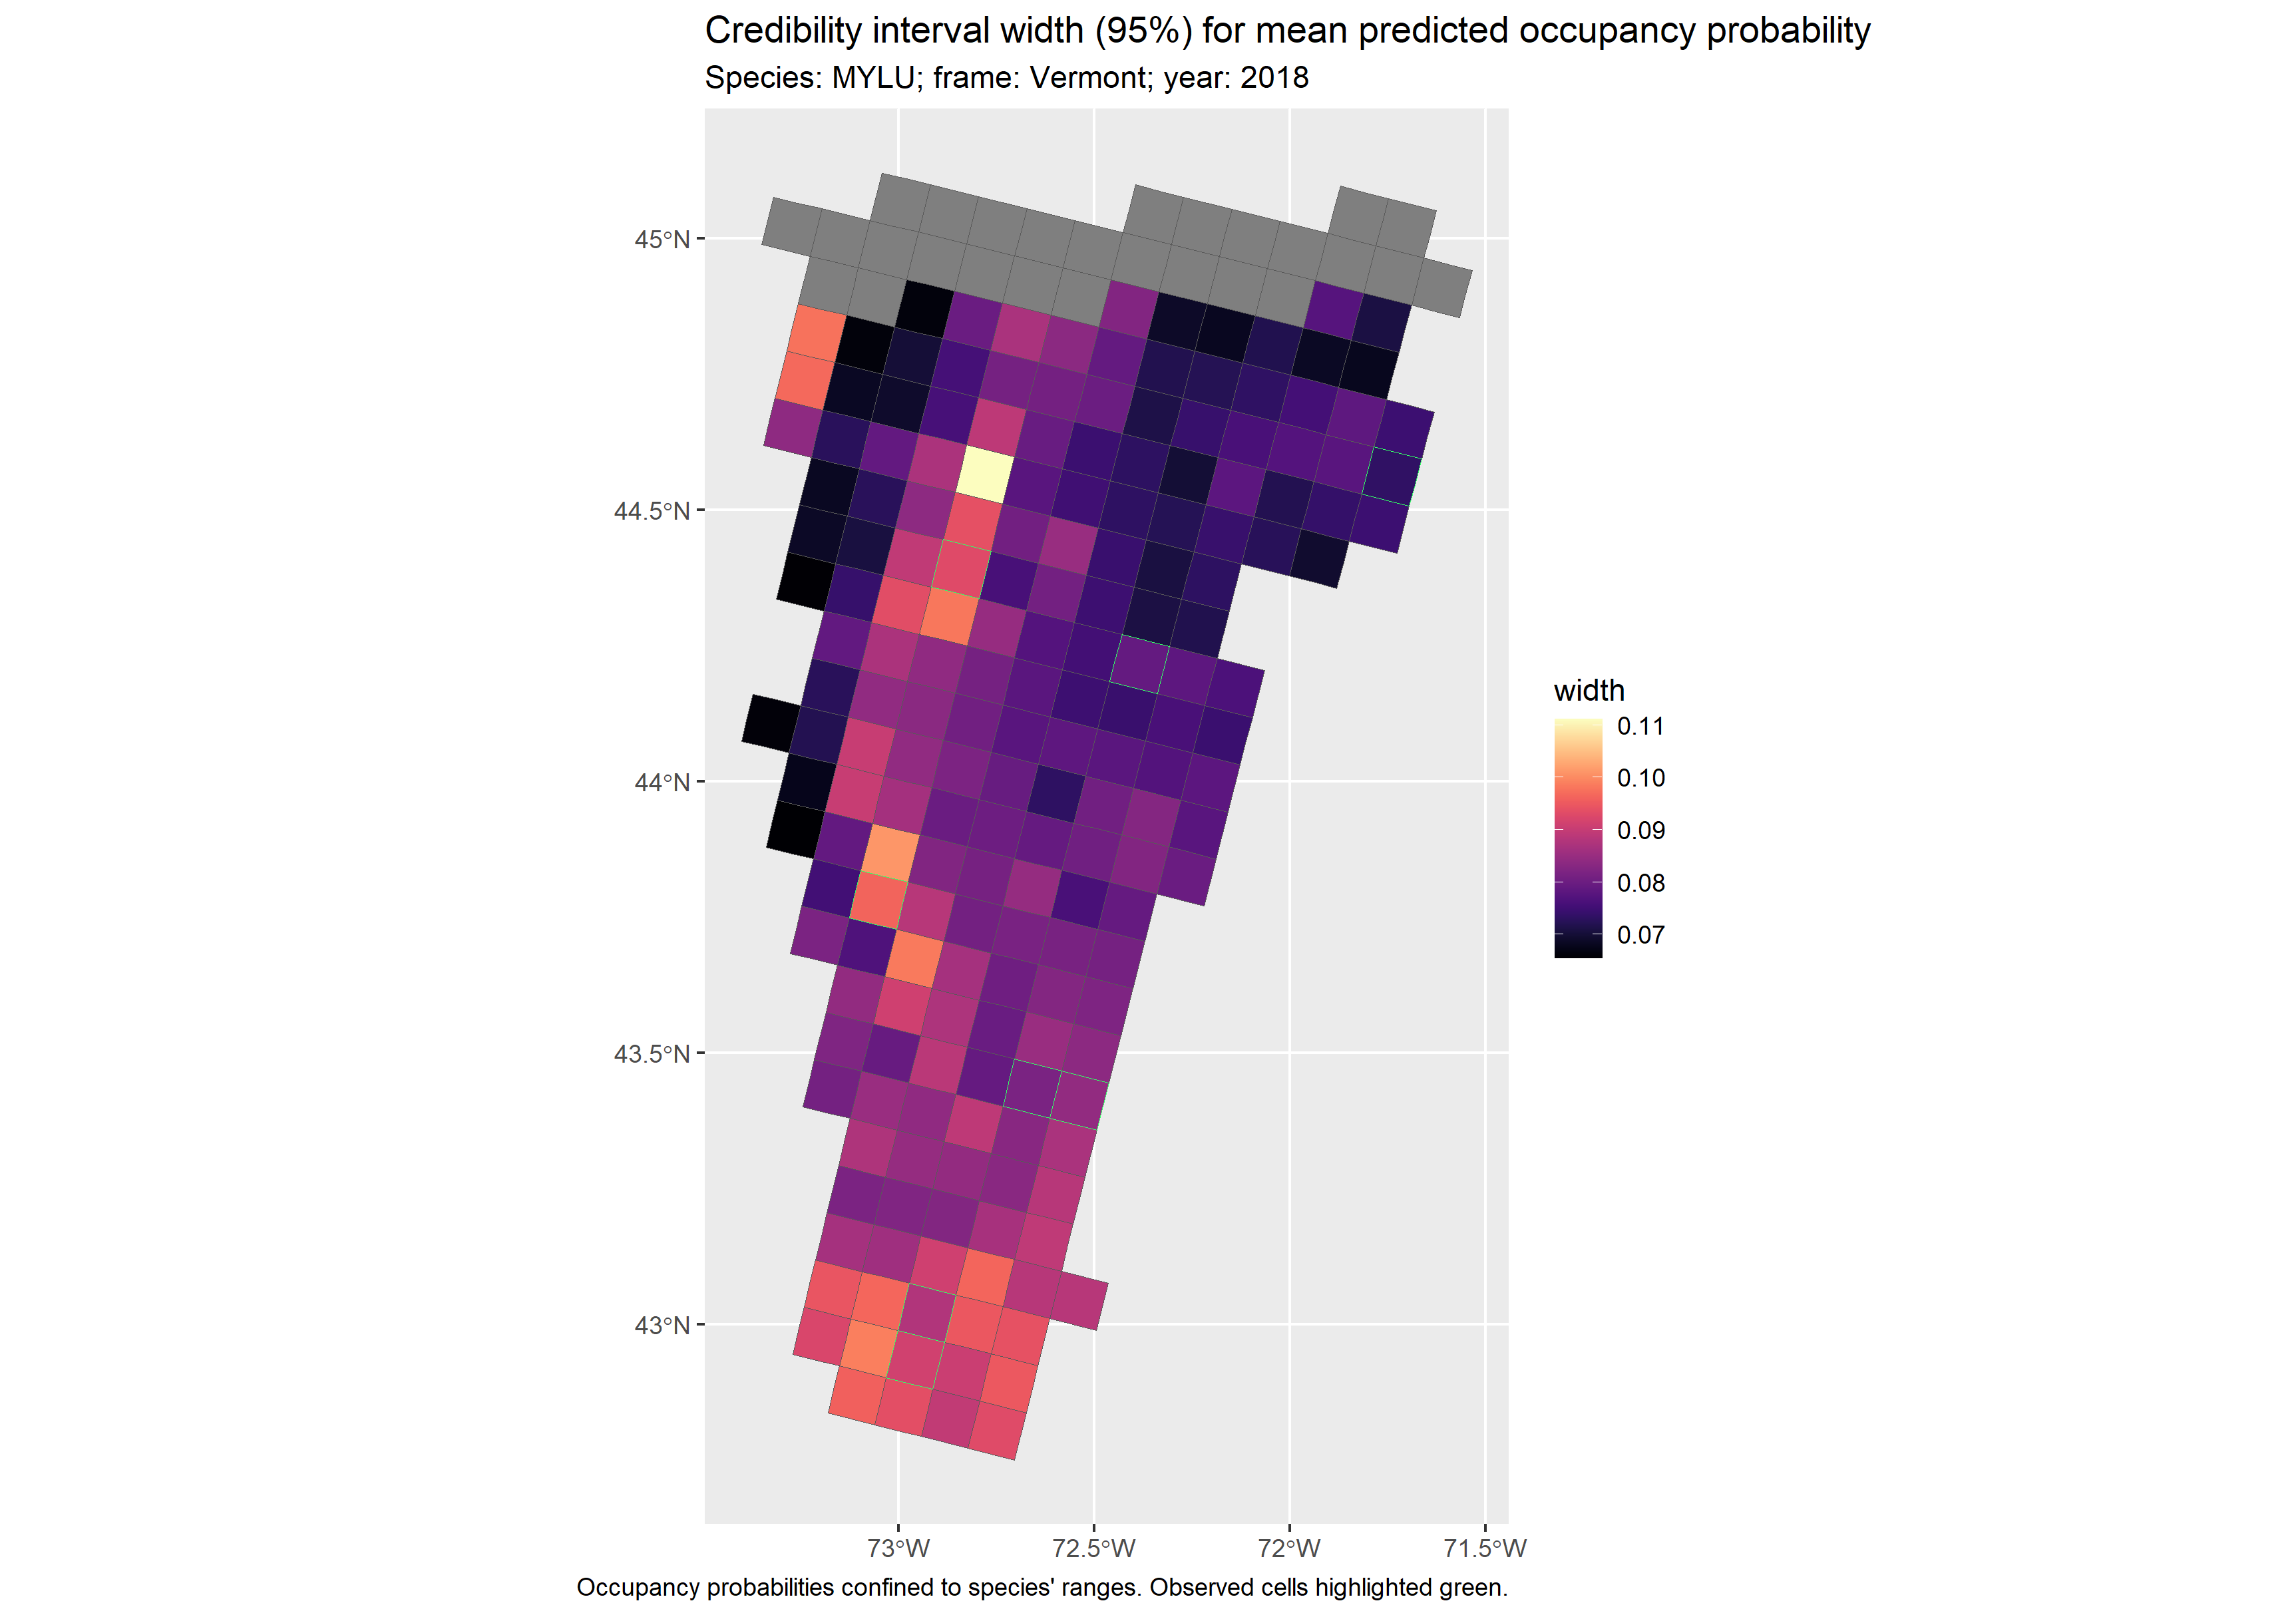 Credibility interval width (95%) for mean predicted occupancy probability
Species: MYLU; frame: Vermont; year: 2018
45°N
44.5°N
44°N
43.5°N
43°N
73°W
72.5°W
72°W
71.5°W
width
0.11
0.10
0.09
0.08
0.07
Occupancy probabilities confined to species' ranges. Observed cells highlighted green.